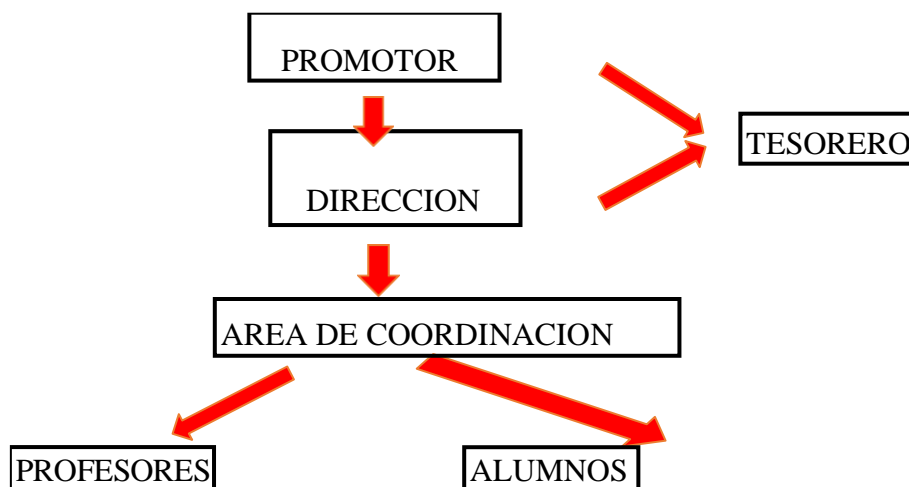 PROMOTOR
TESORERO
DIRECCION
AREA DE COORDINACION
PROFESORES
ALUMNOS